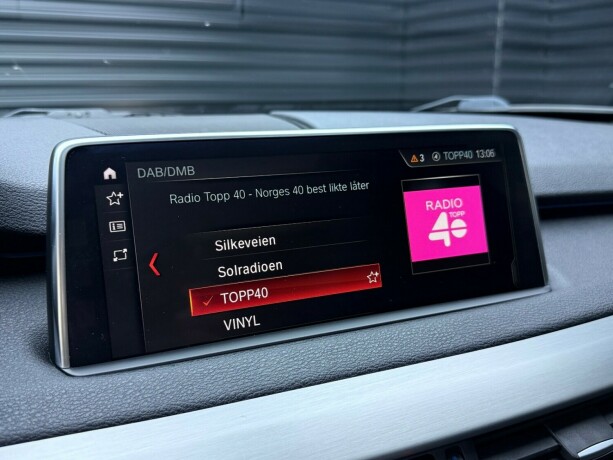 DAB/DMB
3 TOPP40 13:06
Radio Topp 40 - Norges 40 best likte låter
Silkeveien
Solradioen
TOPP40
VINYL
RADIO
TOPP
40